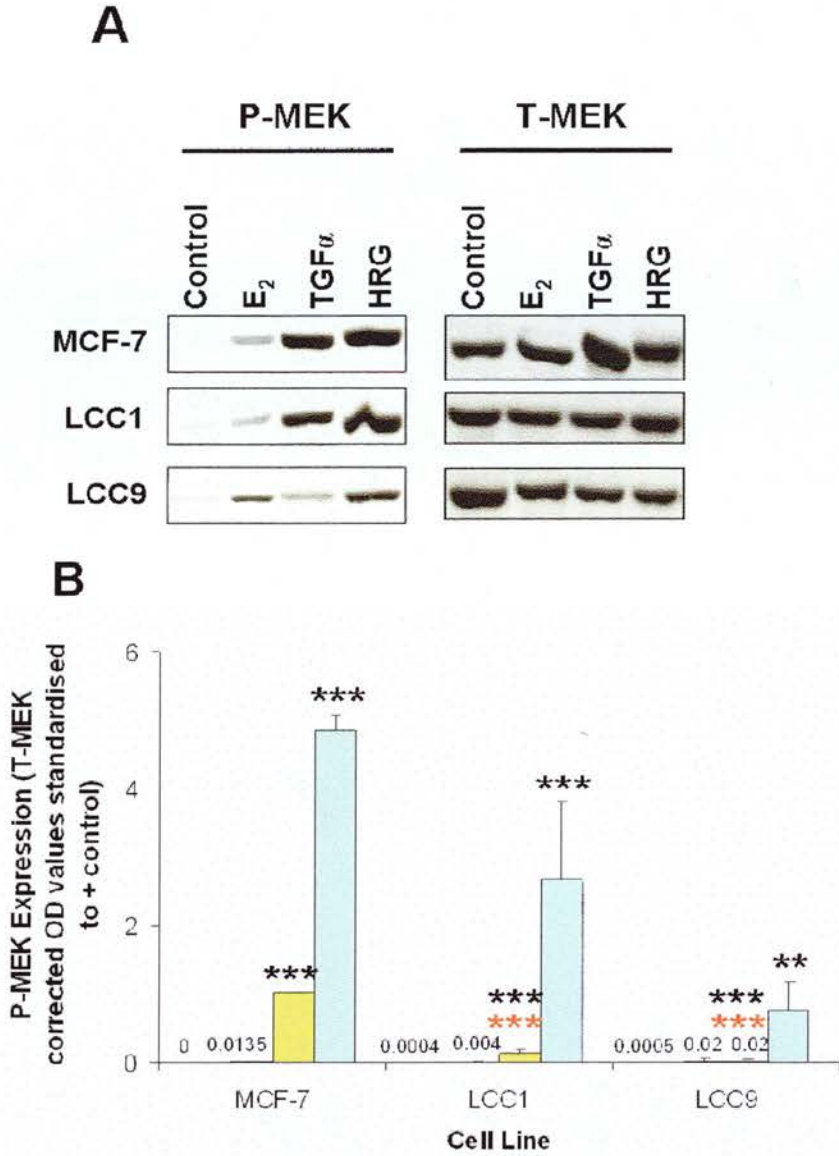 A
P-MEK T-MEK
Control E₂ TGFα HRG Control E₂ TGFα HRG
MCF-7
LCC1
LCC9
B
P-MEK Expression (T-MEK
corrected OD values standardised
to + control)
6
4
2
0
***
***
***
***
***
**
***
***
0 0.0135 0.0004 0.004 0.0005 0.02 0.02
MCF-7 LCC1 LCC9
Cell Line